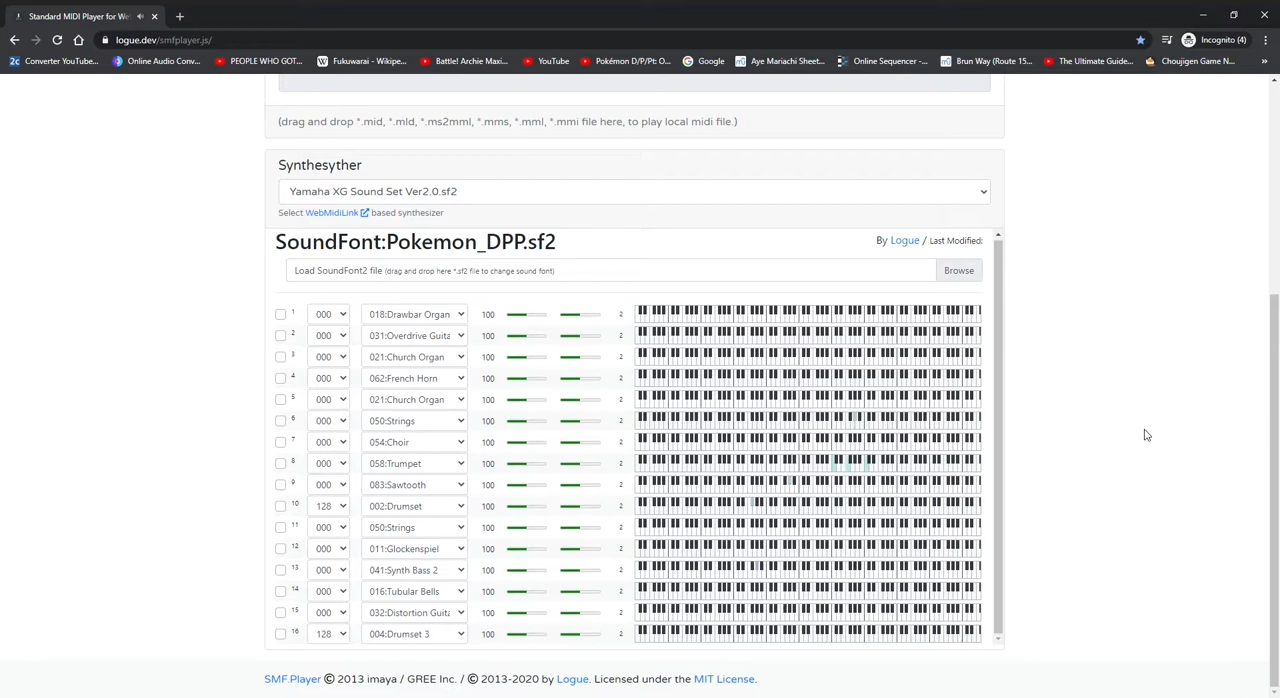 Standard MIDI Player for We
logue.dev/smfplayer.js/
Incognito (4)
Converter YouTube...
Online Audio Conv...
PEOPLE WHO GOT...
Fukuwarai - Wikipe...
Battle! Archie Maxi...
YouTube
Pokémon D/P/Pt: O...
Google
Aye Mariachi Sheet...
Online Sequencer -...
Brun Way (Route 15...
The Ultimate Guide...
Choujigen Game N...
»
(drag and drop *.mid, *.mld, *.ms2mml, *.mms, *.mml, *.mmi file here, to play local midi file.)
Synthesyther
Yamaha XG Sound Set Ver2.0.sf2
Select WebMidiLink based synthesizer
SoundFont:Pokemon_DPP.sf2
By Logue / Last Modified:
Load SoundFont2 file (drag and drop here *.sf2 file to change sound font)
Browse
1 000 018:Drawbar Organ 100 2
2 000 031:Overdrive Guita 100 2
3 000 021:Church Organ 100 2
4 000 062:French Horn 100 2
5 000 021:Church Organ 100 2
6 000 050:Strings 100 2
7 000 054:Choir 100 2
8 000 058:Trumpet 100 2
9 000 083:Sawtooth 100 2
10 128 002:Drumset 100 2
11 000 050:Strings 100 2
12 000 011:Glockenspiel 100 2
13 000 041:Synth Bass 2 100 2
14 000 016:Tubular Bells 100 2
15 000 032:Distortion Guita 100 2
16 128 004:Drumset 3 100 2
SMF.Player © 2013 imaya / GREE Inc. / © 2013-2020 by Logue. Licensed under the MIT License.